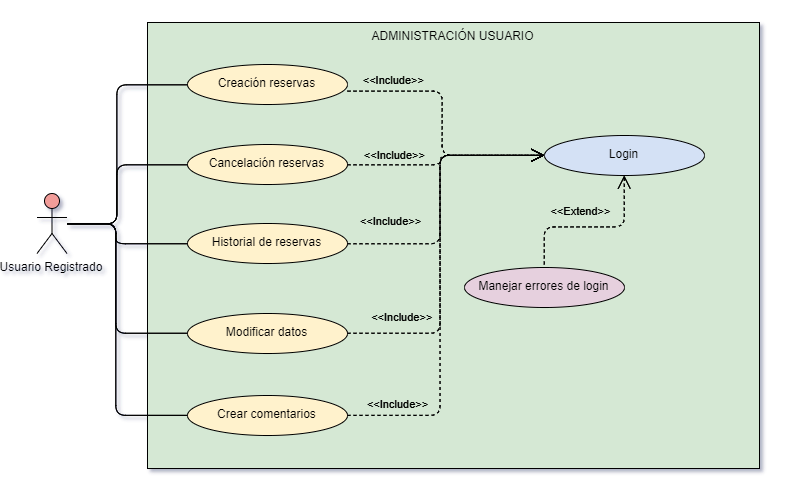 ADMINISTRACIÓN USUARIO
Creación reservas
<<Include>>
Cancelación reservas
<<Include>>
Login
Historial de reservas
<<Include>>
<<Extend>>
Usuario Registrado
Manejar errores de login
Modificar datos
<<Include>>
Crear comentarios
<<Include>>